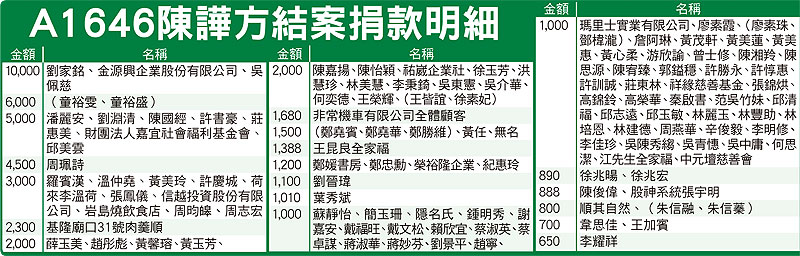 A1646陳譁方結案捐款明細
金額 名稱
10,000 劉家銘、金源興企業股份有限公司、吳
佩慈
6,000 （童裕雯、童裕盛）
5,000 潘麗安、劉淵清、陳國經、許書豪、莊
惠美、財團法人嘉宜社會福利基金會、
邱美雲
4,500 周珮詩
3,000 羅賓漢、溫仲堯、黃美玲、許慶城、荷
來李溫荷、張鳳儀、信越投資股份有限
公司、岩島燒飲食店、周昀嶂、周志宏
2,300 基隆廟口31號肉羹順
2,000 薛玉美、趙彤彪、黃馨瑢、黃玉芳、
金額 名稱
2,000 陳嘉揚、陳怡穎、祐崴企業社、徐玉芳、洪
慧珍、林美慧、李秉錡、吳東憲、吳介華、
何奕德、王榮輝、（王皆誼、徐素妃）
1,680 非常機車有限公司全體顧客
1,500 （鄭堯賓、鄭堯華、鄭勝維）、黃任、無名
1,388 王昆良全家福
1,200 鄭媛書房、鄭忠勳、榮裕隆企業、紀惠玲
1,100 劉晉瑋
1,010 葉秀斌
1,000 蘇靜怡、簡玉珊、隱名氏、鍾明秀、謝
嘉安、戴福旺、戴文松、賴欣宜、蔡淑英、蔡
卓謀、蔣淑華、蔣妙芬、劉景平、趙寧、
金額 名稱
1,000 瑪里士實業有限公司、廖素霞、（廖素珠、
鄧椲瀧）、詹阿琳、黃茂軒、黃美蓮、黃美
惠、黃心柔、游欣諭、曾士修、陳湘羚、陳
思源、陳宥臻、郭鎰穩、許勝永、許惇惠、
許訓誠、莊東林、祥緣慈善基金、張錦烘、
高錦鈴、高榮華、秦啟書、范吳竹妹、邱清
福、邱志遠、邱玉敏、林麗玉、林豐助、林
培恩、林建德、周燕華、辛俊毅、李明修、
李佳珍、吳陳秀緆、吳青憓、吳中庸、何思
潔、江先生全家福、中元壇慈善會
890 徐兆暘、徐兆宏
888 陳俊偉、股神系統張宇明
800 順其自然、（朱信融、朱信蓁）
700 韋思佳、王加賓
650 李耀祥